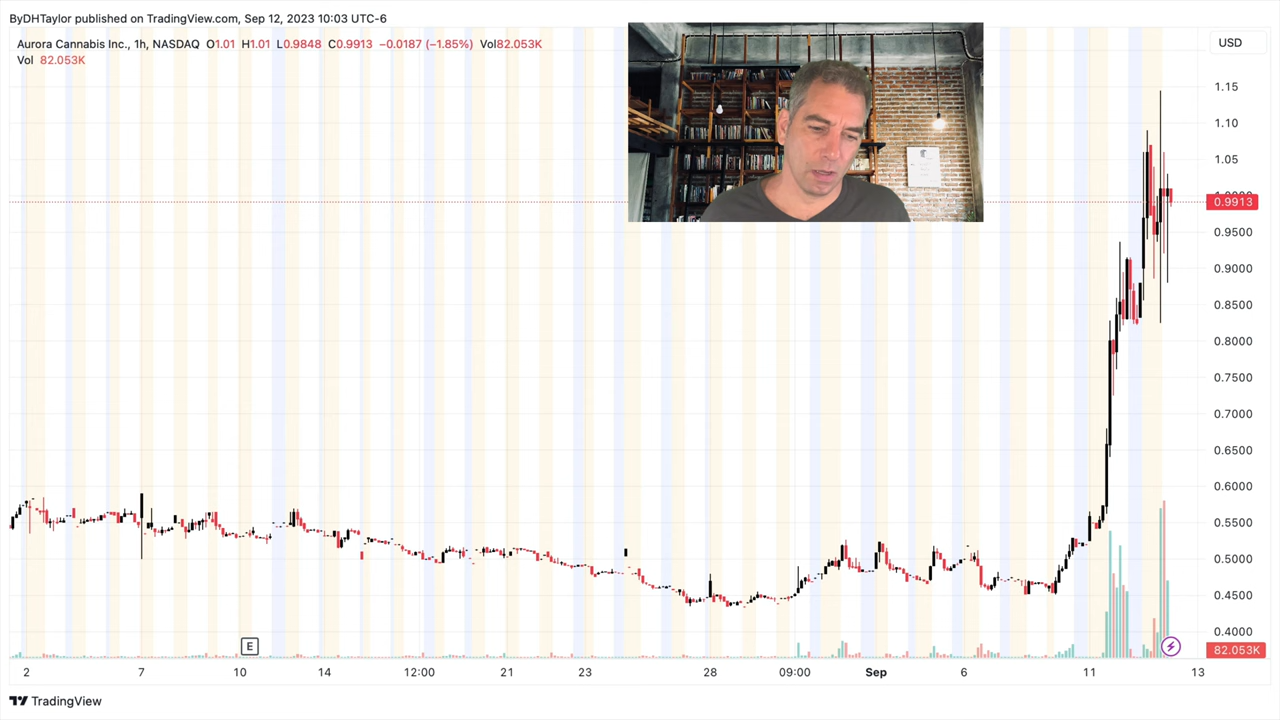 ByDHTaylor published on TradingView.com, Sep 12, 2023 10:03 UTC-6
Aurora Cannabis Inc., 1h, NASDAQ O1.01 H1.01 L0.9848 C0.9913 −0.0187 (−1.85%) Vol82.053K
Vol 82.053K
USD
1.15
1.10
1.05
0.9913
0.9500
0.9000
0.8500
0.8000
0.7500
0.7000
0.6500
0.6000
0.5500
0.5000
0.4500
0.4000
E
82.053K
2 7 10 14 12:00 21 23 28 09:00 Sep 6 11 13
TradingView